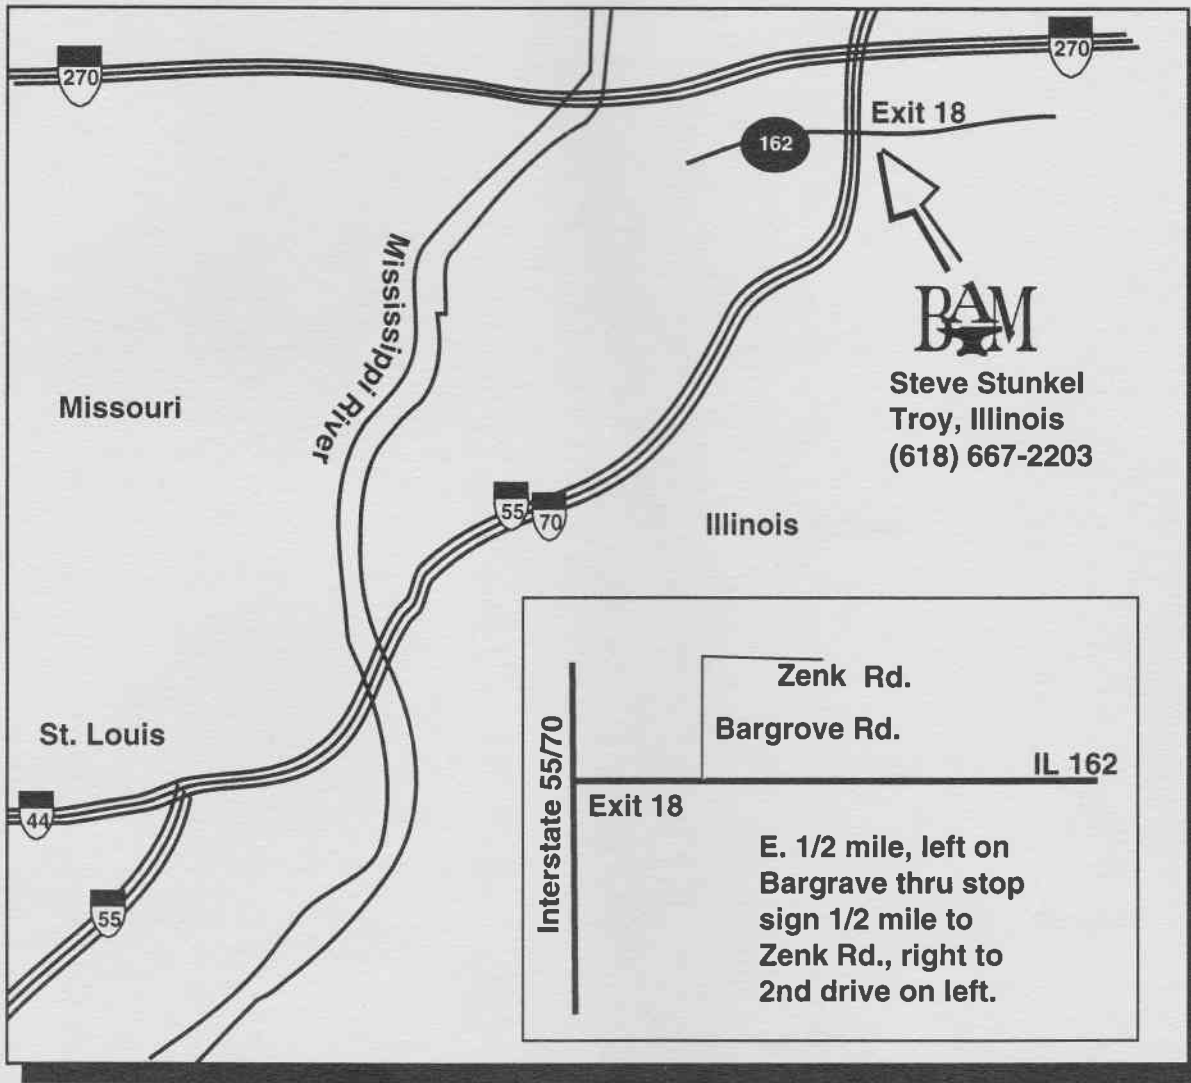 270
270
Exit 18
162
Mississippi River
BAM
Missouri
Steve Stunkel
Troy, Illinois
(618) 667-2203
55
70
Illinois
St. Louis
44
55
Zenk Rd.
Bargrove Rd.
Interstate 55/70
IL 162
Exit 18
E. 1/2 mile, left on
Bargrave thru stop
sign 1/2 mile to
Zenk Rd., right to
2nd drive on left.